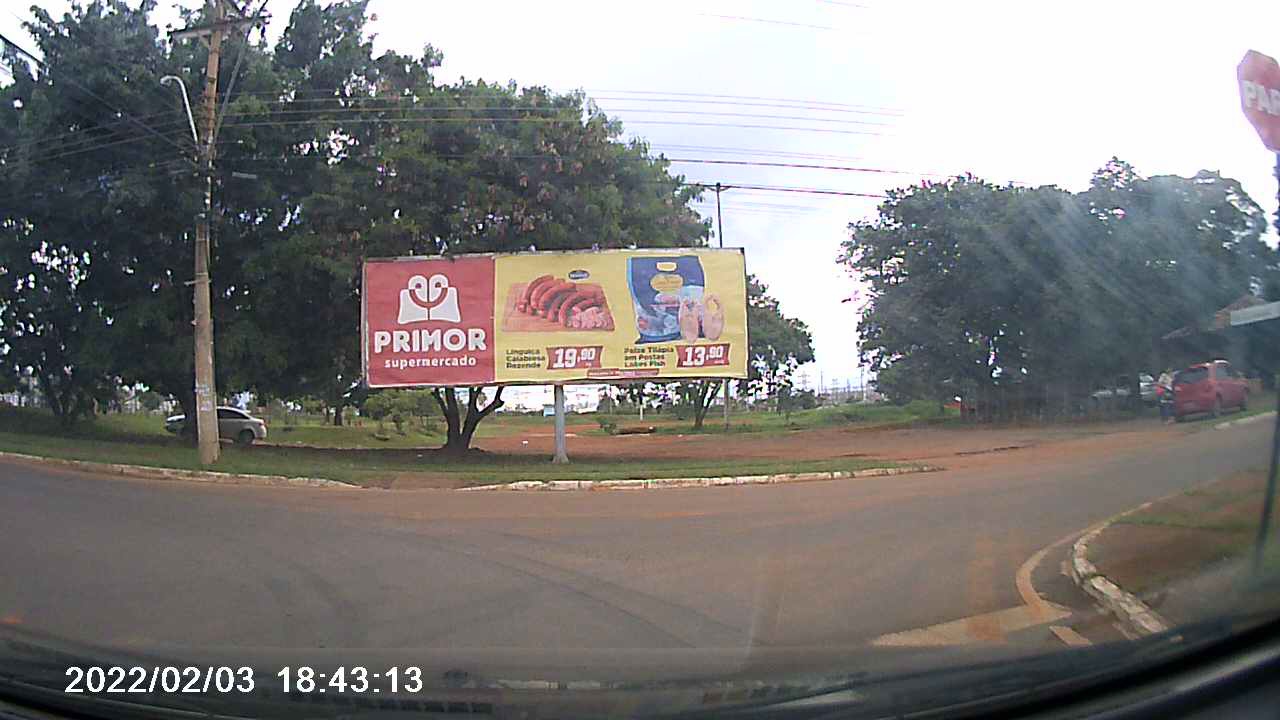 PRIMOR
supermercado
Linguiça
Calabresa
Rezende
19,90
Peixe Tilápia
em Postas
Lakes Fish
13,90
2022/02/03 18:43:13